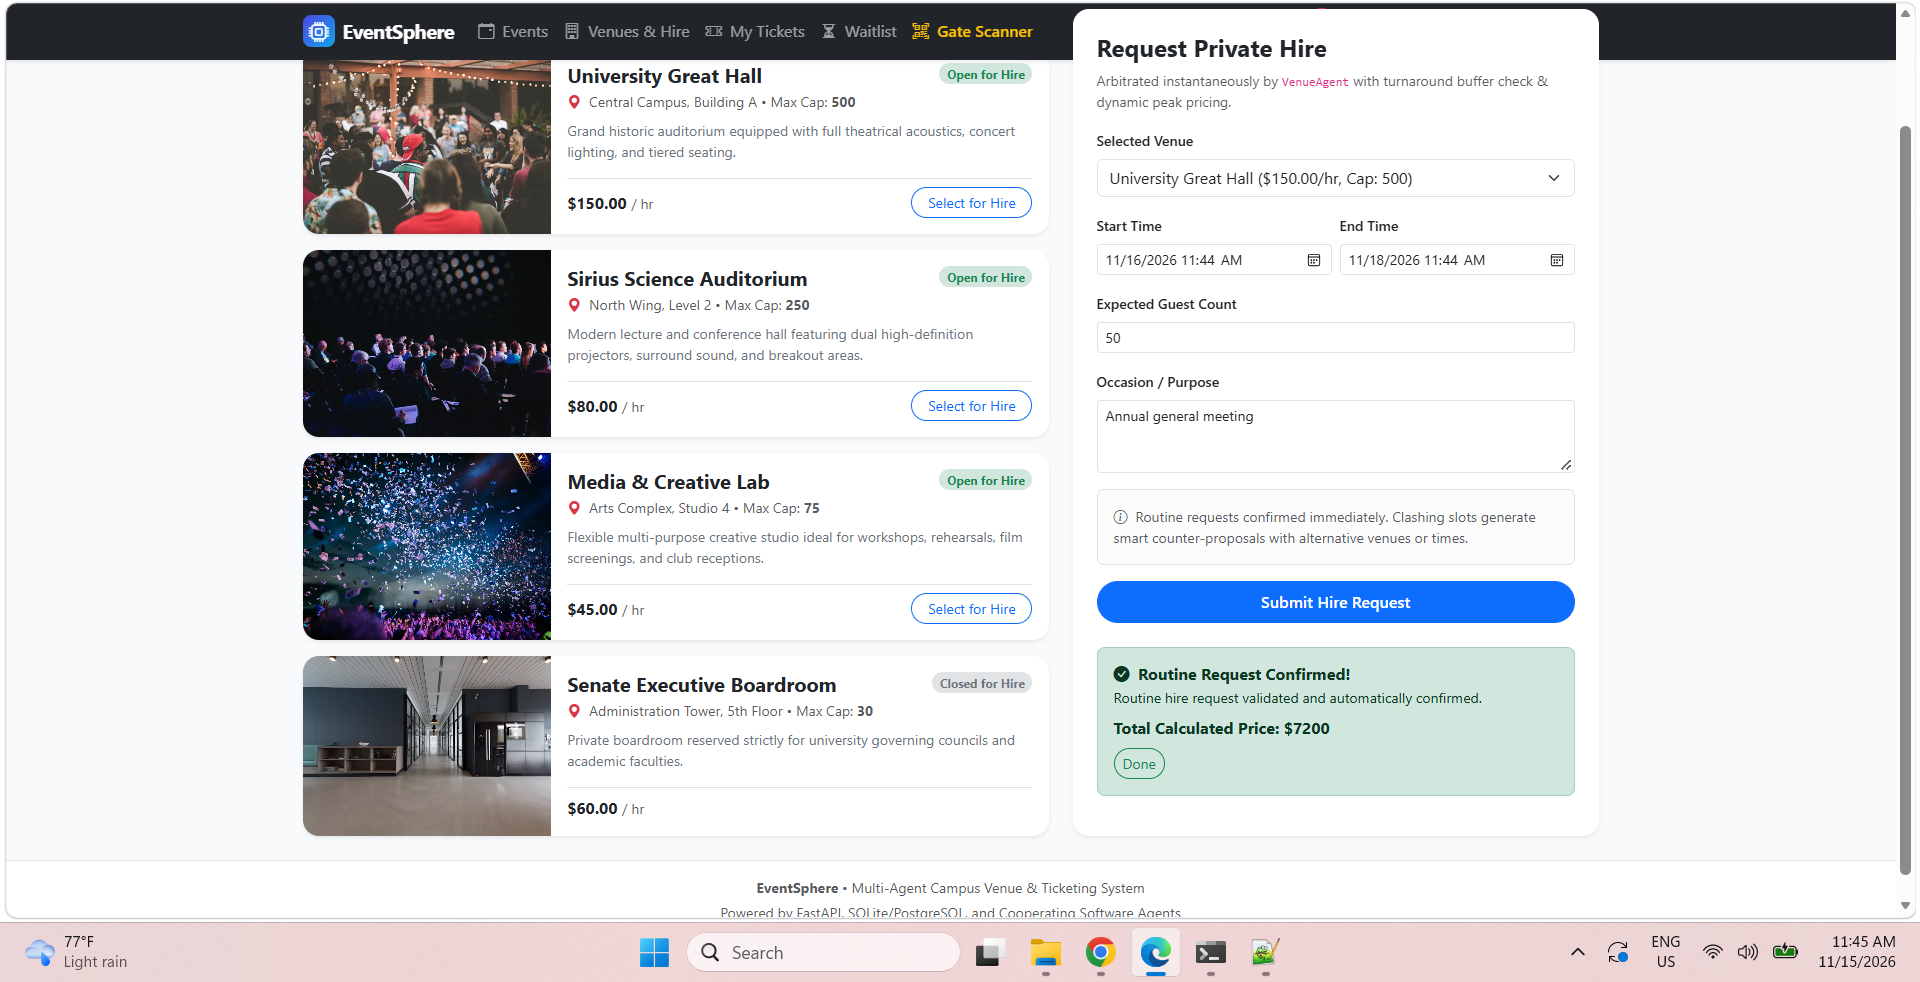 EventSphere
Events
Venues & Hire
My Tickets
Waitlist
Gate Scanner
University Great Hall
Open for Hire
Central Campus, Building A • Max Cap: 500
Grand historic auditorium equipped with full theatrical acoustics, concert
lighting, and tiered seating.
$150.00 / hr
Select for Hire
Sirius Science Auditorium
Open for Hire
North Wing, Level 2 • Max Cap: 250
Modern lecture and conference hall featuring dual high-definition
projectors, surround sound, and breakout areas.
$80.00 / hr
Select for Hire
Media & Creative Lab
Open for Hire
Arts Complex, Studio 4 • Max Cap: 75
Flexible multi-purpose creative studio ideal for workshops, rehearsals, film
screenings, and club receptions.
$45.00 / hr
Select for Hire
Senate Executive Boardroom
Closed for Hire
Administration Tower, 5th Floor • Max Cap: 30
Private boardroom reserved strictly for university governing councils and
academic faculties.
$60.00 / hr
Request Private Hire
Arbitrated instantaneously by VenueAgent with turnaround buffer check &
dynamic peak pricing.
Selected Venue
University Great Hall ($150.00/hr, Cap: 500)
Start Time
End Time
11/16/2026 11:44 AM
11/18/2026 11:44 AM
Expected Guest Count
50
Occasion / Purpose
Annual general meeting
Routine requests confirmed immediately. Clashing slots generate
smart counter-proposals with alternative venues or times.
Submit Hire Request
Routine Request Confirmed!
Routine hire request validated and automatically confirmed.
Total Calculated Price: $7200
Done
EventSphere • Multi-Agent Campus Venue & Ticketing System
Powered by FastAPI, SQLite/PostgreSQL, and Cooperating Software Agents
77°F
Light rain
Search
ENG
US
11:45 AM
11/15/2026